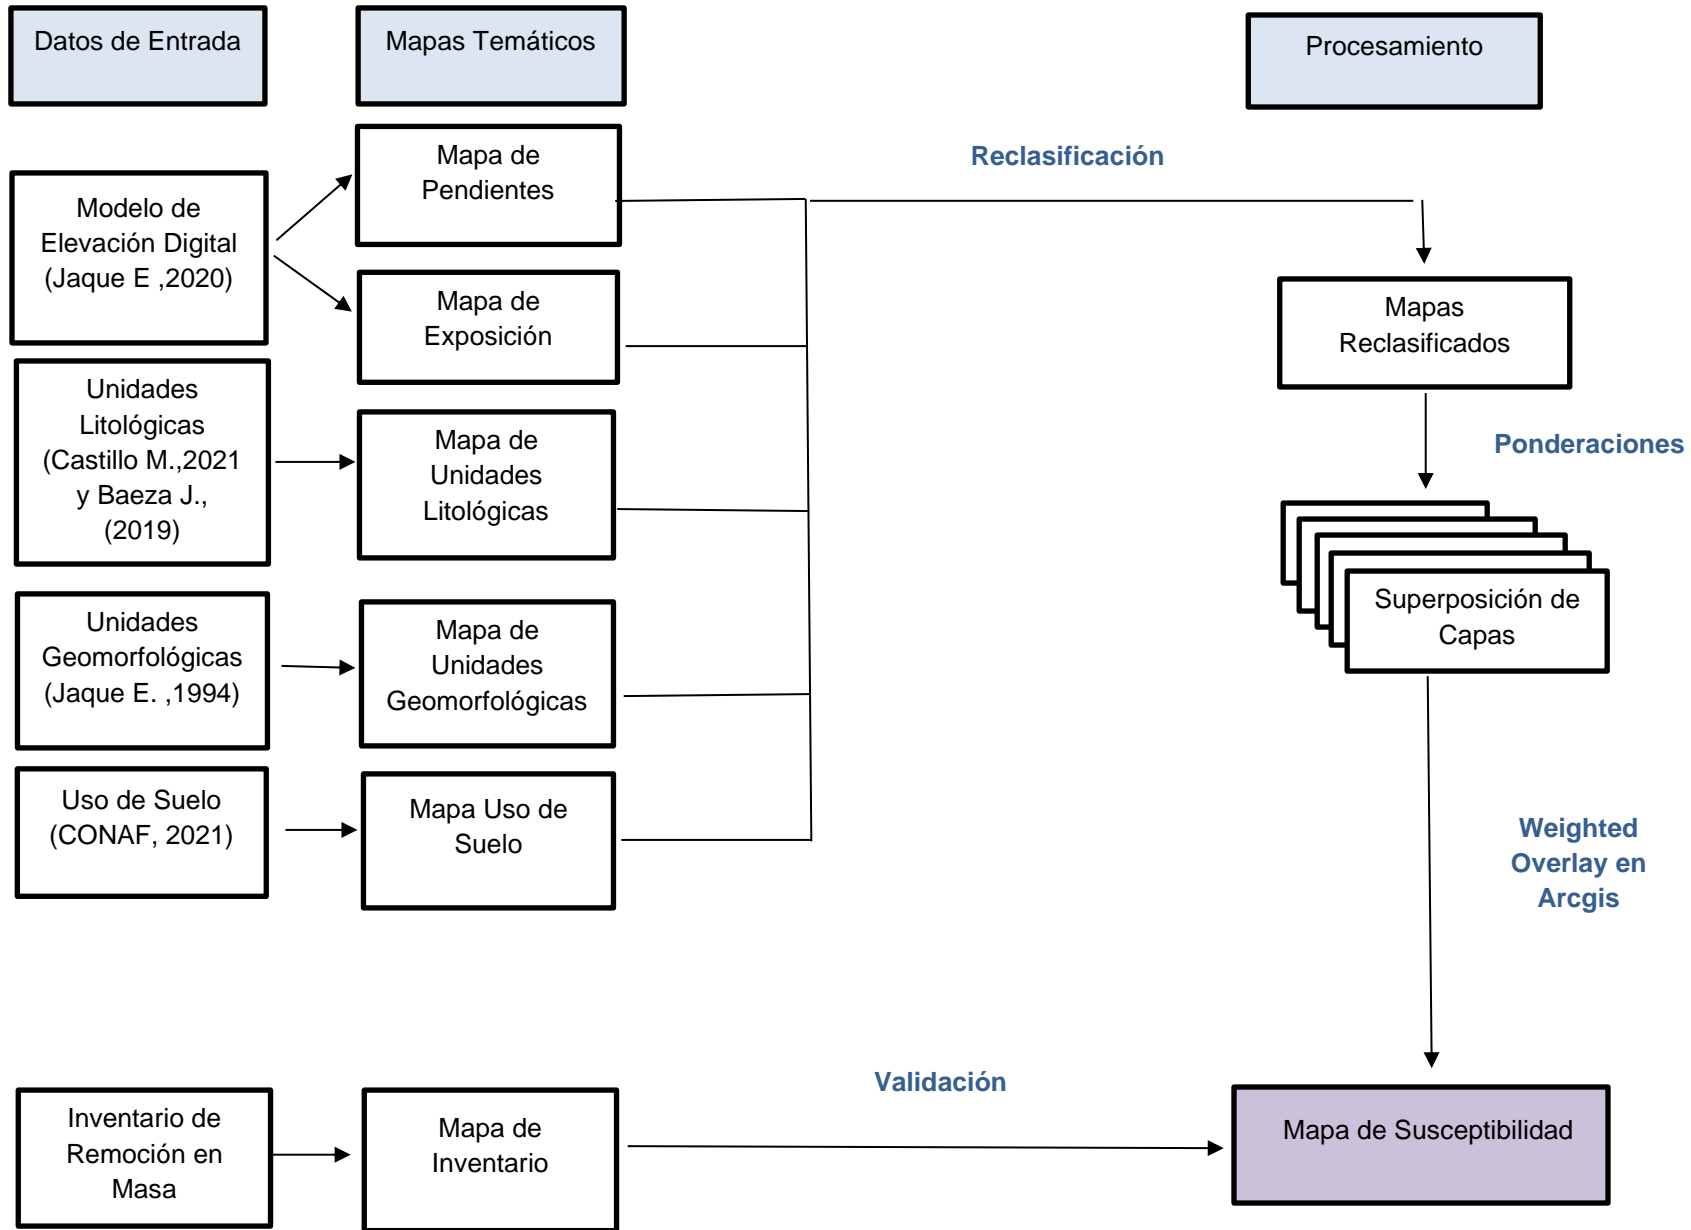 Datos de Entrada
Mapas Temáticos
Procesamiento
Modelo de
Elevación Digital
(Jaque E ,2020)
Mapa de
Pendientes
Mapa de
Exposición
Reclasificación
Mapas
Reclasificados
Unidades
Litológicas
(Castillo M.,2021
y Baeza J.,
(2019)
Mapa de
Unidades
Litológicas
Ponderaciones
Superposición de
Capas
Unidades
Geomorfológicas
(Jaque E. ,1994)
Mapa de
Unidades
Geomorfológicas
Uso de Suelo
(CONAF, 2021)
Mapa Uso de
Suelo
Weighted
Overlay en
Arcgis
Inventario de
Remoción en
Masa
Mapa de
Inventario
Validación
Mapa de Susceptibilidad